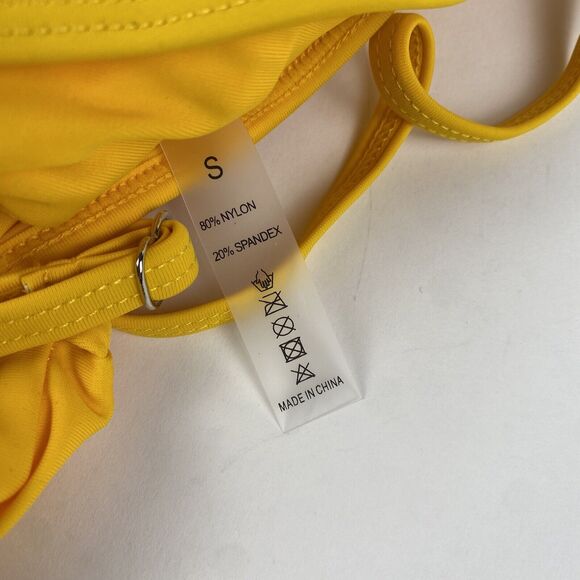 S
80% NYLON
20% SPANDEX
MADE IN CHINA